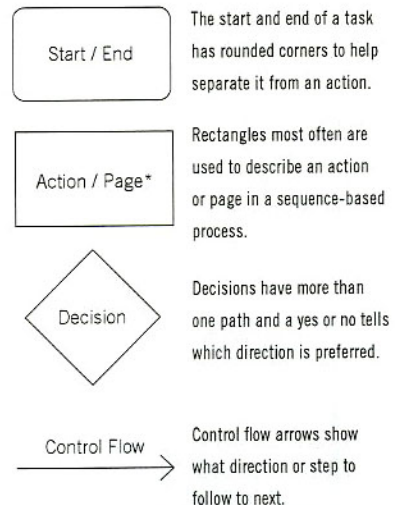 Start / End
The start and end of a task
has rounded corners to help
separate it from an action.
Action / Page*
Rectangles most often are
used to describe an action
or page in a sequence-based
process.
Decision
Decisions have more than
one path and a yes or no tells
which direction is preferred.
Control Flow
Control flow arrows show
what direction or step to
follow to next.